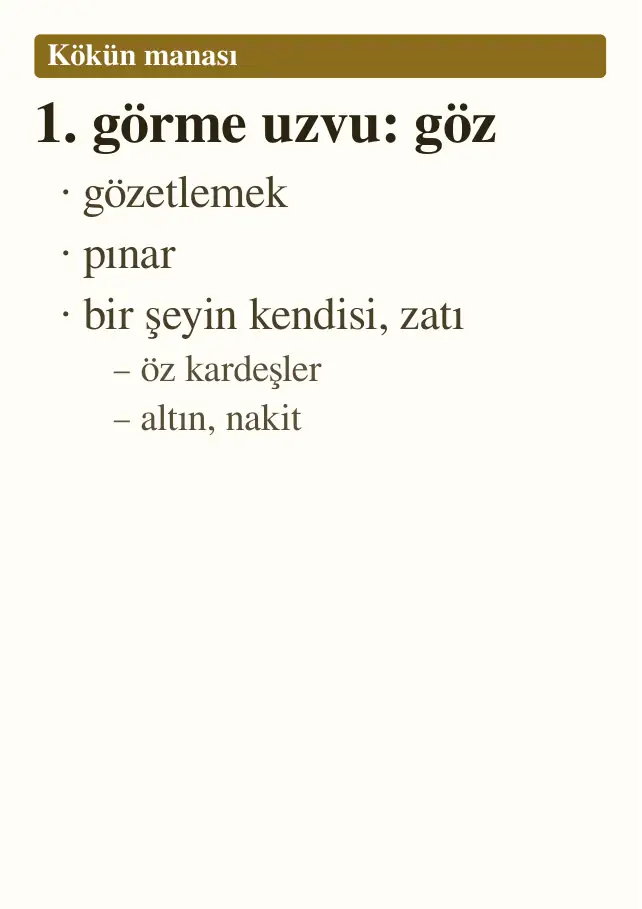 Kökün manası
1. görme uzvu: göz
· gözetlemek
· pınar
· bir şeyin kendisi, zatı
– öz kardeşler
– altın, nakit